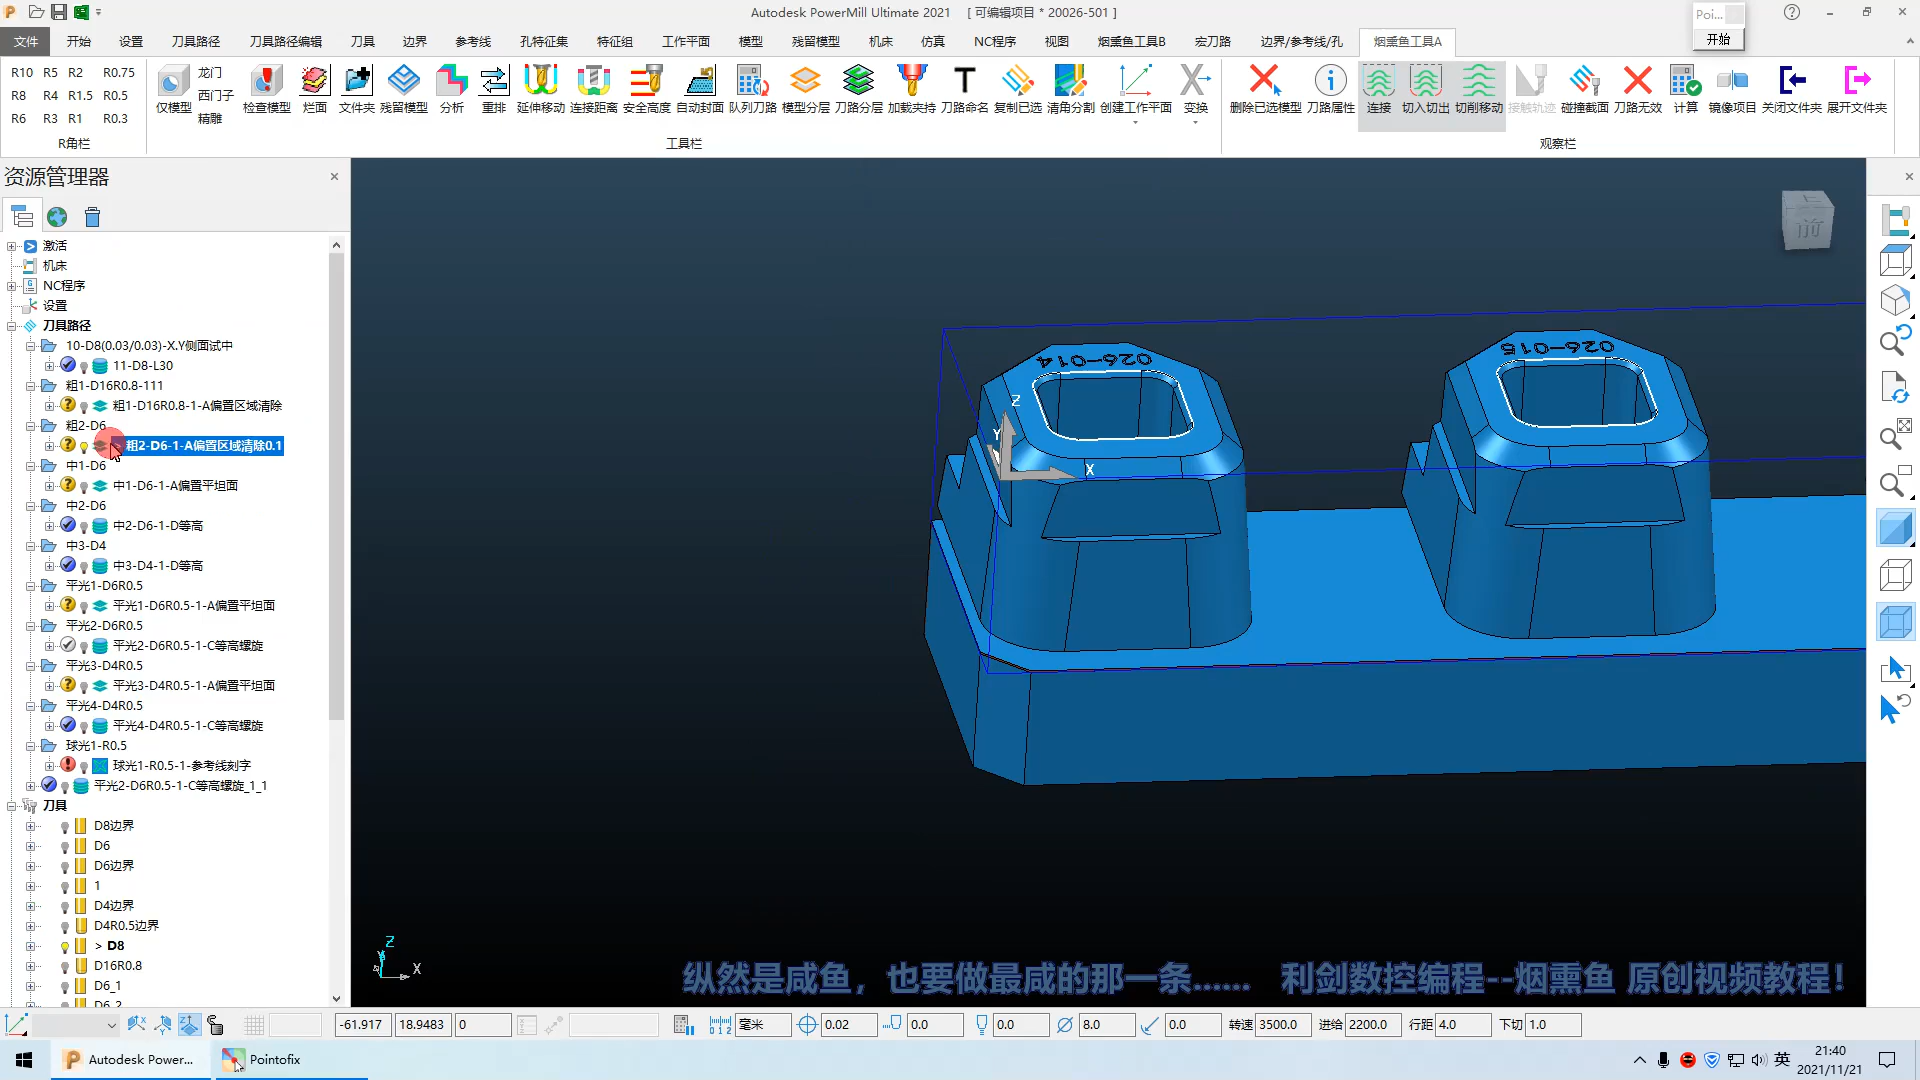 Autodesk PowerMill Ultimate 2021 [ 可编辑项目 * 20026-501 ]
Poi...
开始
文件 开始 设置 刀具路径 刀具路径编辑 刀具 边界 参考线 孔特征集 特征组 工作平面 模型 残留模型 机床 仿真 NC程序 视图 烟熏鱼工具B 宏刀路 边界/参考线/孔 烟熏鱼工具A
R10 R5 R2 R0.75
R8 R4 R1.5 R0.5
R6 R3 R1 R0.3
R角栏
龙门
西门子
精雕
仅模型 检查模型 烂面 文件夹 残留模型 分析 重排 延伸移动 连接距离 安全高度 自动封面 队列刀路 模型分层 刀路分层 加载夹持 刀路命名 复制已选 清角分割 创建工作平面 变换
工具栏
删除已选模型 刀路属性 连接 切入切出 切削移动 接触轨迹 碰撞截面 刀路无效 计算 镜像项目 关闭文件夹 展开文件夹
观察栏
资源管理器
激活
机床
NC程序
设置
刀具路径
10-D8(0.03/0.03)-X.Y侧面试中
11-D8-L30
粗1-D16R0.8-111
粗1-D16R0.8-1-A偏置区域清除
粗2-D6
粗2-D6-1-A偏置区域清除0.1
中1-D6
中1-D6-1-A偏置平坦面
中2-D6
中2-D6-1-D等高
中3-D4
中3-D4-1-D等高
平光1-D6R0.5
平光1-D6R0.5-1-A偏置平坦面
平光2-D6R0.5
平光2-D6R0.5-1-C等高螺旋
平光3-D4R0.5
平光3-D4R0.5-1-A偏置平坦面
平光4-D4R0.5
平光4-D4R0.5-1-C等高螺旋
球光1-R0.5
球光1-R0.5-1-参考线刻字
平光2-D6R0.5-1-C等高螺旋_1_1
刀具
D8边界
D6
D6边界
1
D4边界
D4R0.5边界
> D8
D16R0.8
D6_1
D6_2
026-014
026-015
Z
Y
X
上
前
Z
Y
X
纵然是咸鱼，也要做最咸的那一条...... 利剑数控编程--烟熏鱼 原创视频教程！
-61.917 18.9483 0 毫米 0.02 0.0 0.0 8.0 0.0 转速 3500.0 进给 2200.0 行距 4.0 下切 1.0
Autodesk Power... Pointofix
英
21:40
2021/11/21